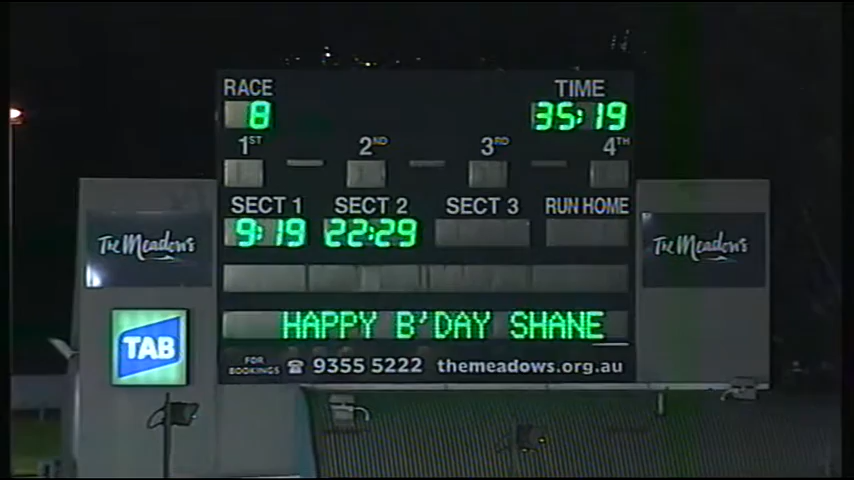 RACE TIME
8 35:19
1ST 2ND 3RD 4TH
SECT 1 SECT 2 SECT 3 RUN HOME
9:19 22:29
The Meadows
The Meadows
HAPPY B'DAY SHANE
TAB
FOR BOOKINGS ☎ 9355 5222 themeadows.org.au